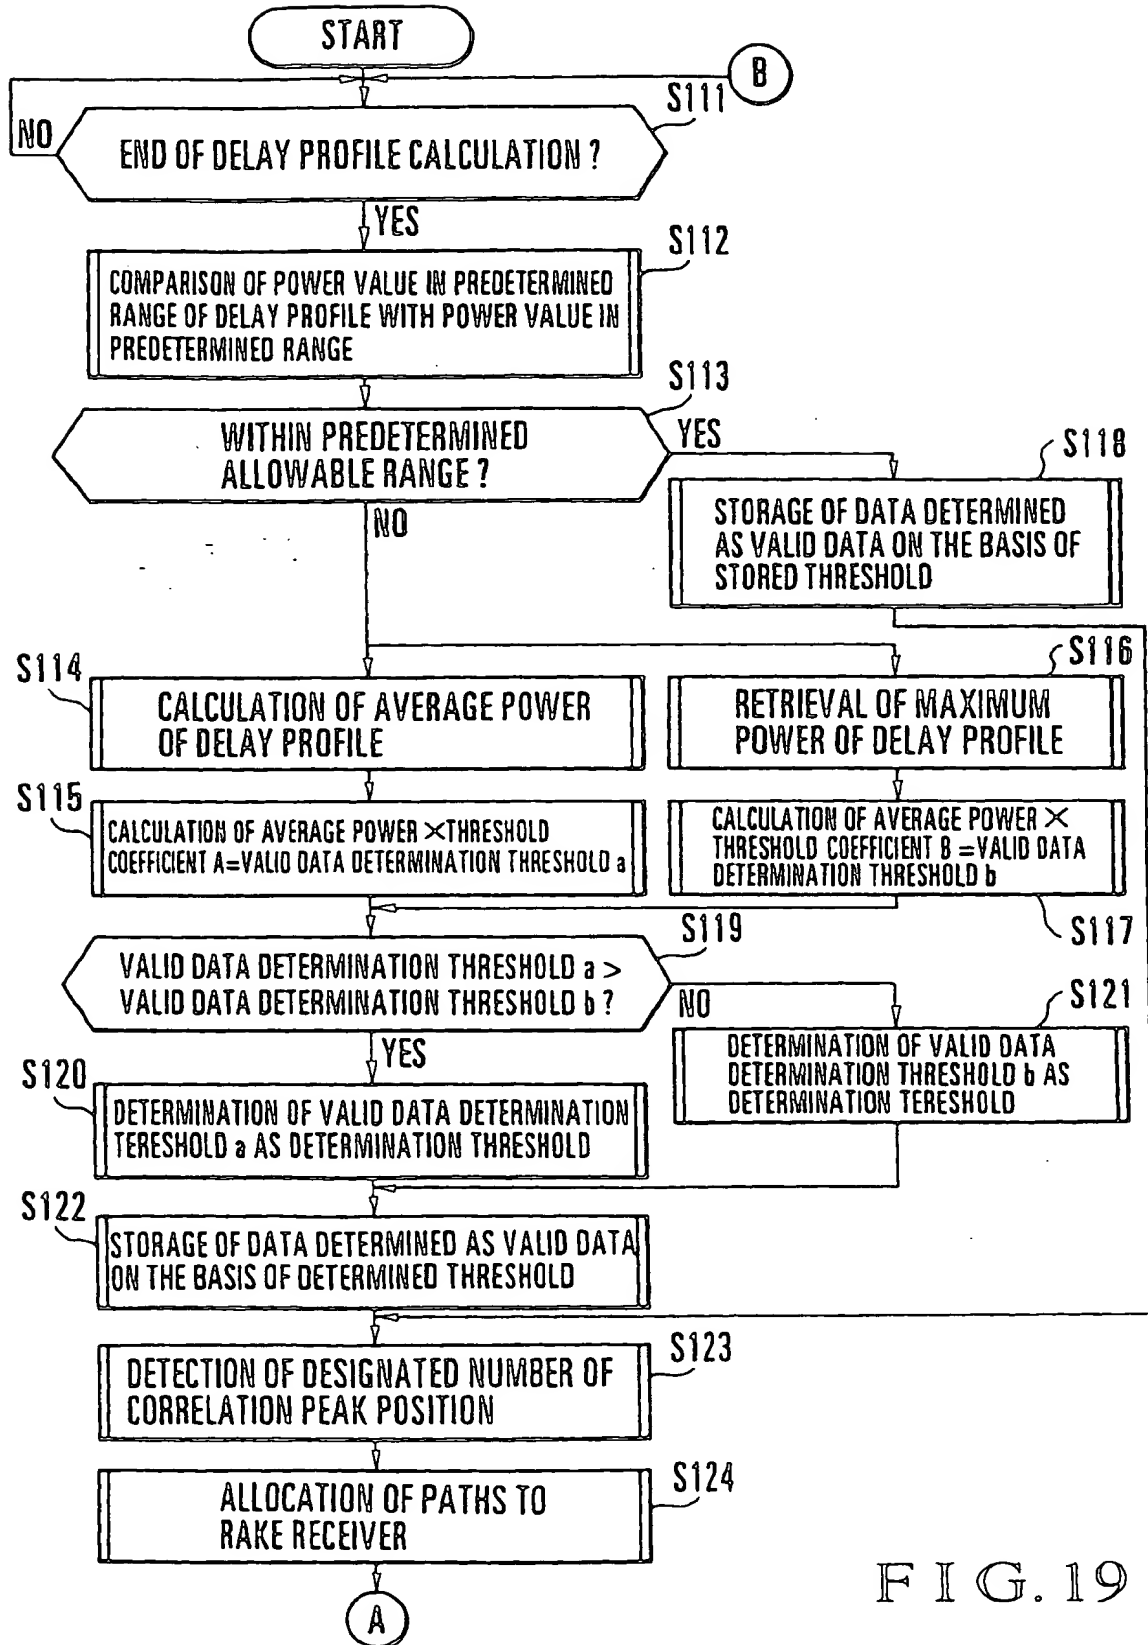 START
B
S111
NO
END OF DELAY PROFILE CALCULATION ?
YES
S112
COMPARISON OF POWER VALUE IN PREDETERMINED
RANGE OF DELAY PROFILE WITH POWER VALUE IN
PREDETERMINED RANGE
S113
WITHIN PREDETERMINED
ALLOWABLE RANGE ?
YES
NO
S118
STORAGE OF DATA DETERMINED
AS VALID DATA ON THE BASIS OF
STORED THRESHOLD
S114
CALCULATION OF AVERAGE POWER
OF DELAY PROFILE
S116
RETRIEVAL OF MAXIMUM
POWER OF DELAY PROFILE
S115
CALCULATION OF AVERAGE POWER ×THRESHOLD
COEFFICIENT A=VALID DATA DETERMINATION THRESHOLD a
CALCULATION OF AVERAGE POWER ×
THRESHOLD COEFFICIENT B =VALID DATA
DETERMINATION THRESHOLD b
S117
S119
VALID DATA DETERMINATION THRESHOLD a >
VALID DATA DETERMINATION THRESHOLD b ?
NO
YES
S121
DETERMINATION OF VALID DATA
DETERMINATION THRESHOLD b AS
DETERMINATION TERESHOLD
S120
DETERMINATION OF VALID DATA DETERMINATION
TERESHOLD a AS DETERMINATION THRESHOLD
S122
STORAGE OF DATA DETERMINED AS VALID DATA
ON THE BASIS OF DETERMINED THRESHOLD
S123
DETECTION OF DESIGNATED NUMBER OF
CORRELATION PEAK POSITION
S124
ALLOCATION OF PATHS TO
RAKE RECEIVER
A
FIG. 19